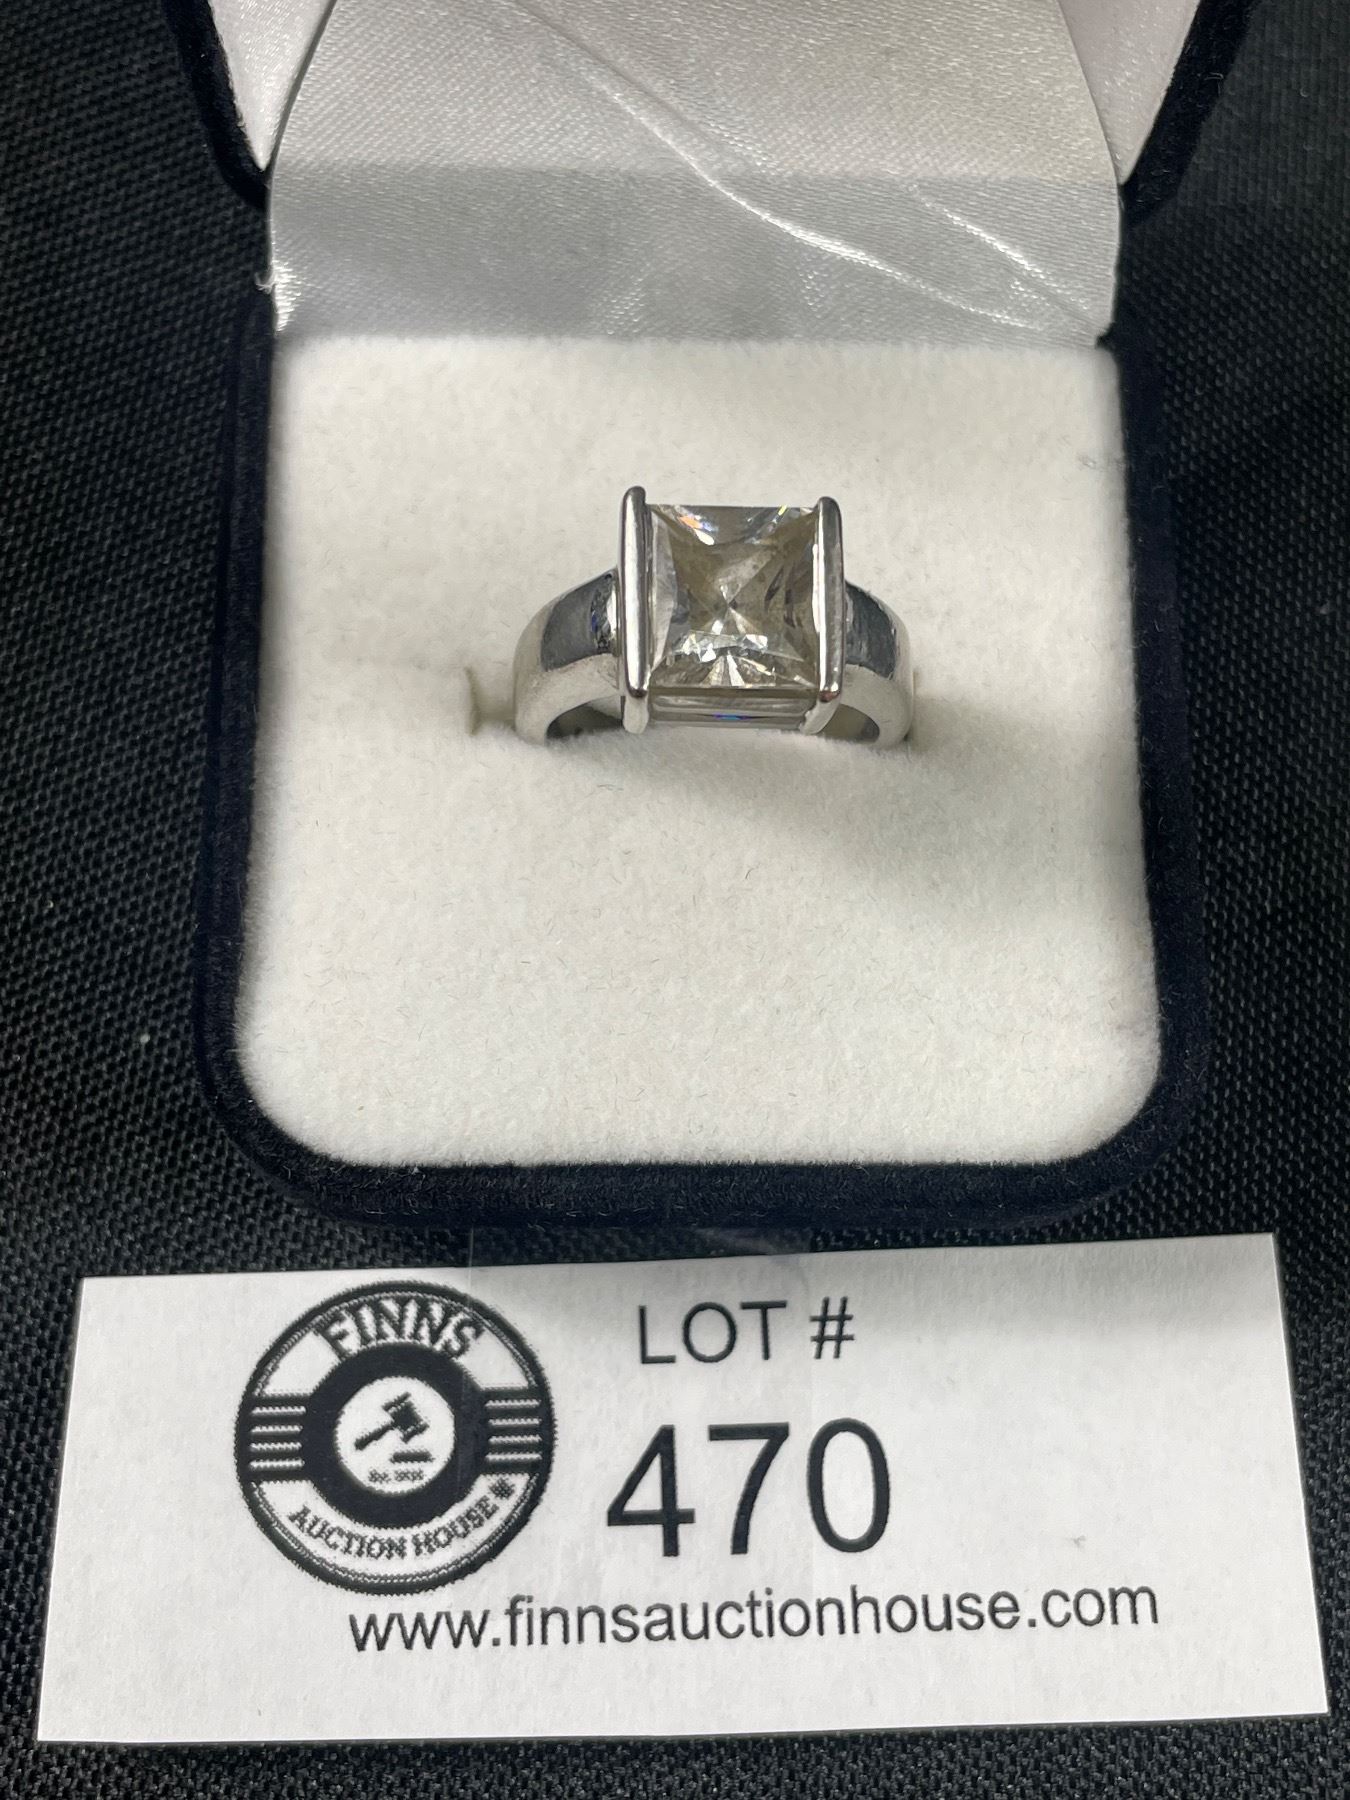 FINNS
AUCTION HOUSE
LOT #
470
www.finnsauctionhouse.com